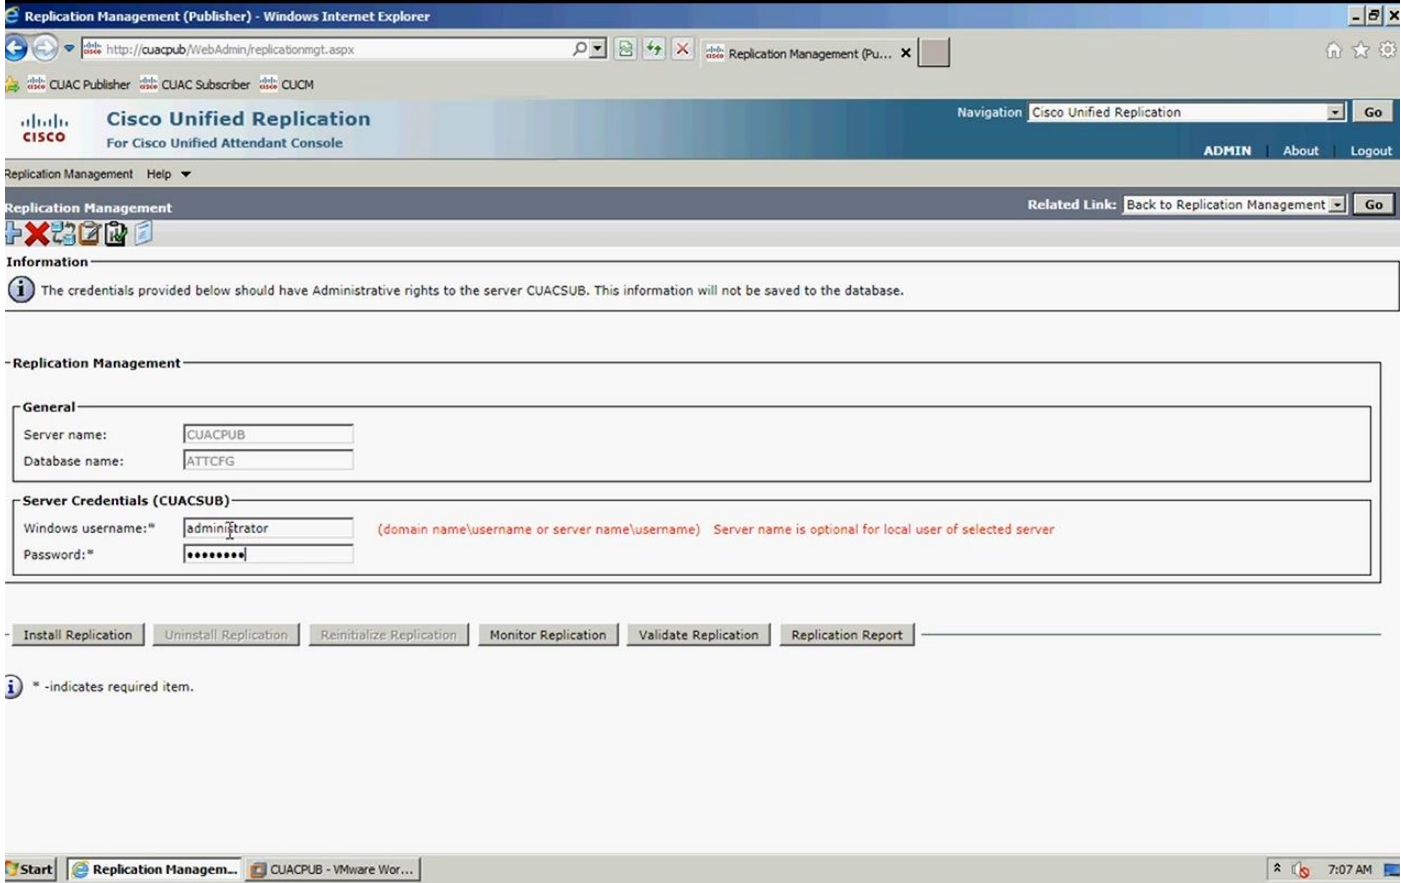 Replication Management (Publisher) - Windows Internet Explorer
http://cuacpub/WebAdmin/replicationmgt.aspx
Replication Management (Pu...
CUAC Publisher CUAC Subscriber CUCM
CISCO
Cisco Unified Replication
For Cisco Unified Attendant Console
Navigation Cisco Unified Replication Go
ADMIN | About | Logout
Replication Management Help
Replication Management
Related Link: Back to Replication Management Go
Information
The credentials provided below should have Administrative rights to the server CUACSUB. This information will not be saved to the database.
Replication Management
General
Server name: CUACPUB
Database name: ATTCFG
Server Credentials (CUACSUB)
Windows username:* administrator (domain name\username or server name\username) Server name is optional for local user of selected server
Password:* ••••••••
Install Replication Uninstall Replication Reinitialize Replication Monitor Replication Validate Replication Replication Report
* -indicates required item.
Start Replication Managem... CUACPUB - VMware Wor... 7:07 AM